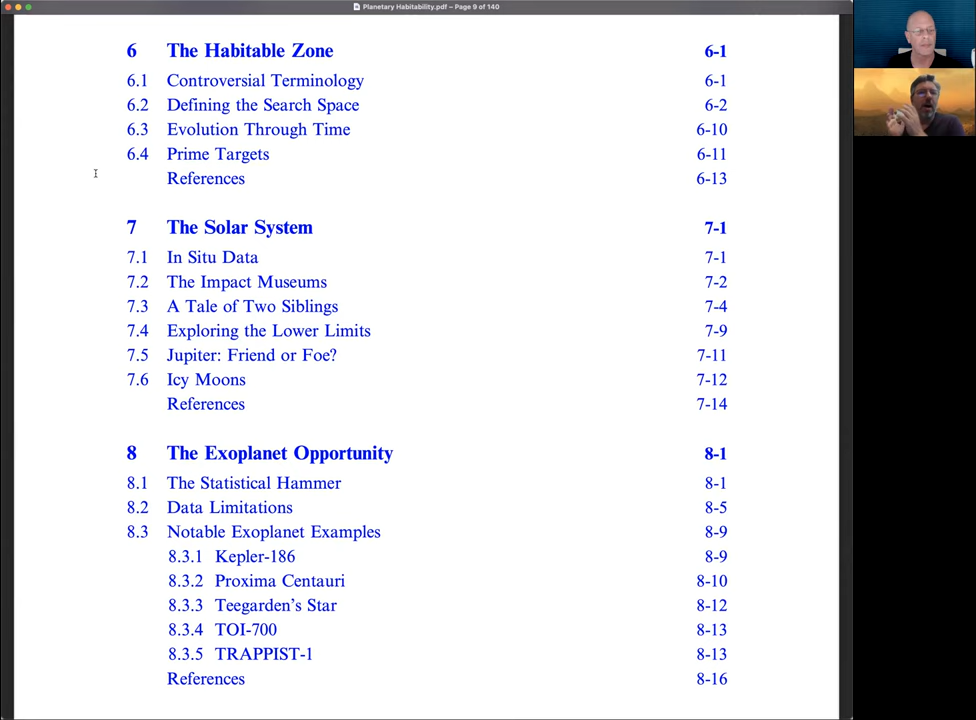 Planetary Habitability.pdf – Page 9 of 140
6 The Habitable Zone 6-1
6.1 Controversial Terminology 6-1
6.2 Defining the Search Space 6-2
6.3 Evolution Through Time 6-10
6.4 Prime Targets 6-11
References 6-13
7 The Solar System 7-1
7.1 In Situ Data 7-1
7.2 The Impact Museums 7-2
7.3 A Tale of Two Siblings 7-4
7.4 Exploring the Lower Limits 7-9
7.5 Jupiter: Friend or Foe? 7-11
7.6 Icy Moons 7-12
References 7-14
8 The Exoplanet Opportunity 8-1
8.1 The Statistical Hammer 8-1
8.2 Data Limitations 8-5
8.3 Notable Exoplanet Examples 8-9
8.3.1 Kepler-186 8-9
8.3.2 Proxima Centauri 8-10
8.3.3 Teegarden's Star 8-12
8.3.4 TOI-700 8-13
8.3.5 TRAPPIST-1 8-13
References 8-16